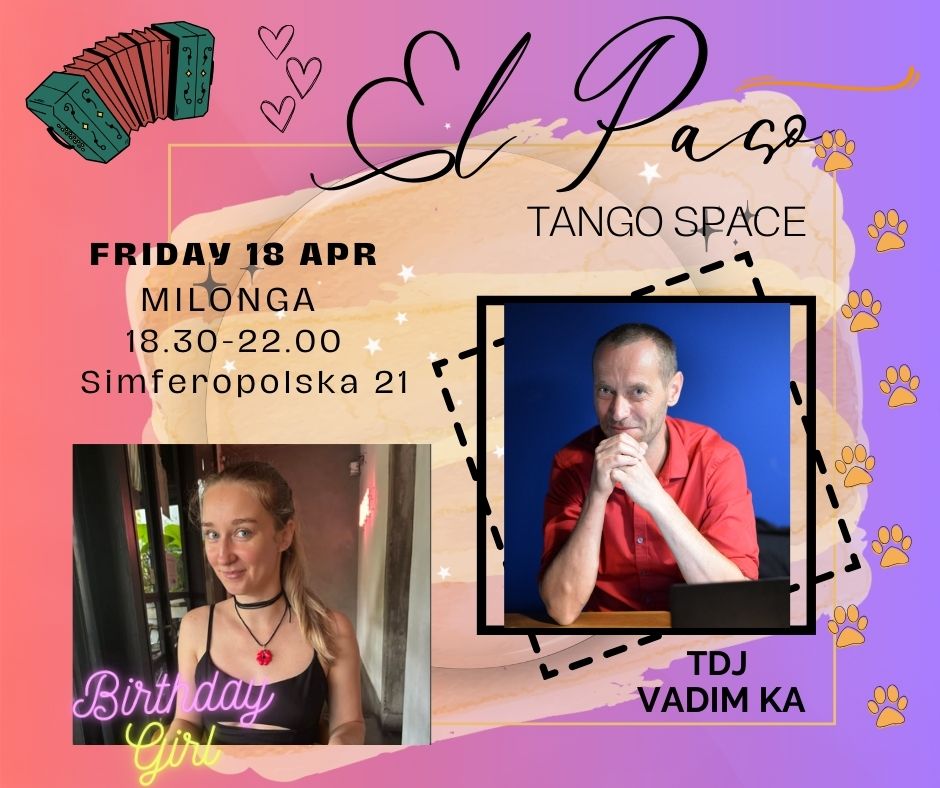 El Paso
TANGO SPACE
FRIDAY 18 APR
MILONGA
18.30-22.00
Simferopolska 21
Birthday
Girl
TDJ
VADIM KA